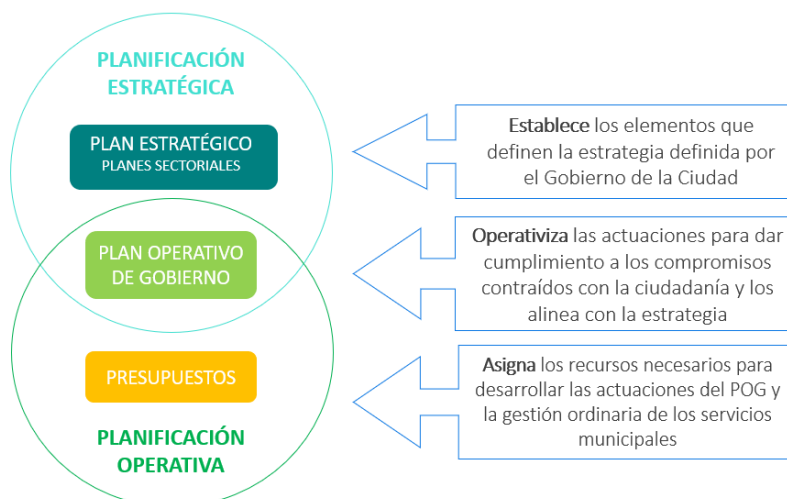 PLANIFICACIÓN
ESTRATÉGICA
PLAN ESTRATÉGICO
PLANES SECTORIALES
Establece los elementos que
definen la estrategia definida por
el Gobierno de la Ciudad
PLAN OPERATIVO
DE GOBIERNO
Operativiza las actuaciones para dar
cumplimiento a los compromisos
contraídos con la ciudadanía y los
alinea con la estrategia
PRESUPUESTOS
Asigna los recursos necesarios para
desarrollar las actuaciones del POG y
la gestión ordinaria de los servicios
municipales
PLANIFICACIÓN
OPERATIVA